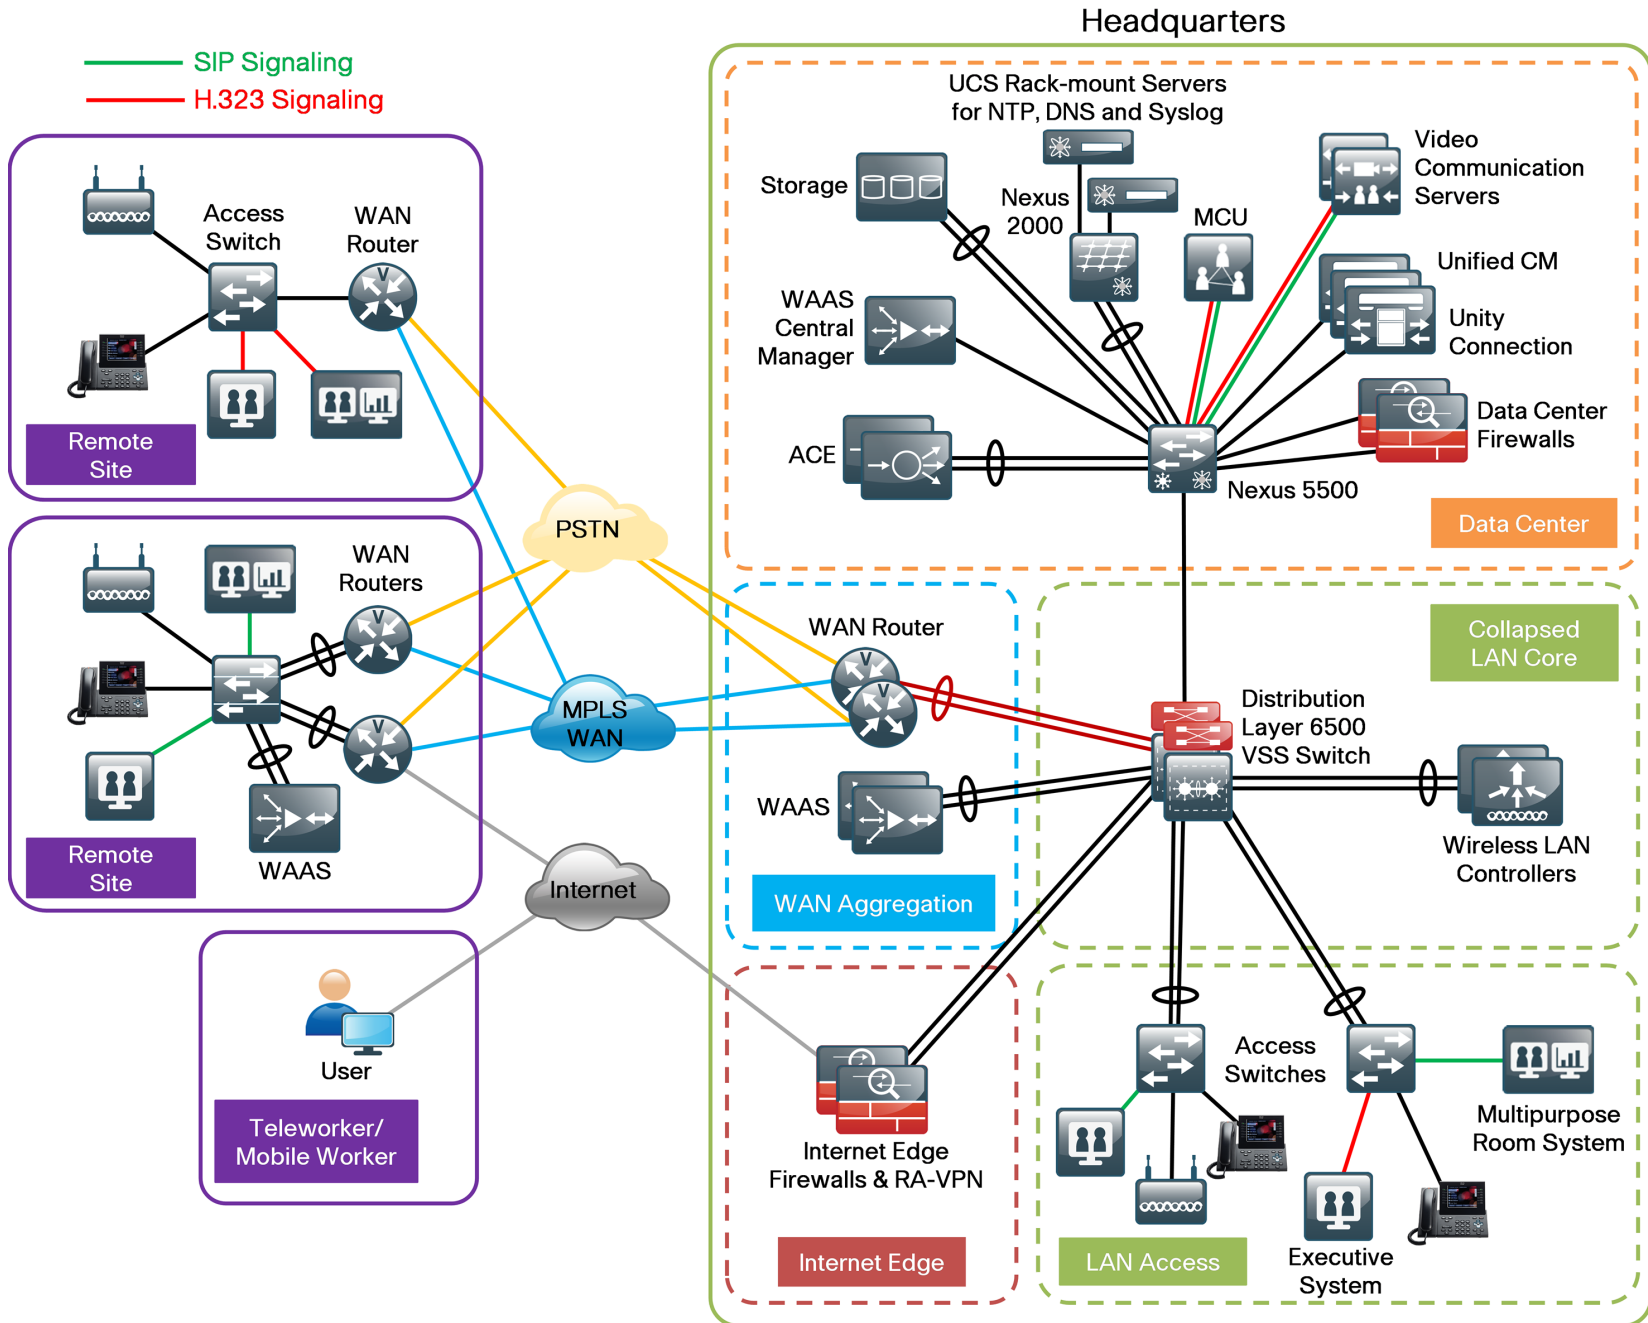 Headquarters
SIP Signaling
H.323 Signaling
Access
Switch
WAN
Router
V
Remote
Site
WAN
Routers
V
V
WAAS
Remote
Site
User
Teleworker/
Mobile Worker
PSTN
MPLS
WAN
Internet
UCS Rack-mount Servers
for NTP, DNS and Syslog
Storage
Nexus
2000
MCU
Video
Communication
Servers
WAAS
Central
Manager
Unified CM
Unity
Connection
ACE
Data Center
Firewalls
Nexus 5500
Data Center
WAN Router
V
V
WAAS
WAN Aggregation
Collapsed
LAN Core
Distribution
Layer 6500
VSS Switch
Wireless LAN
Controllers
Internet Edge
Firewalls & RA-VPN
Internet Edge
Access
Switches
Multipurpose
Room System
Executive
System
LAN Access